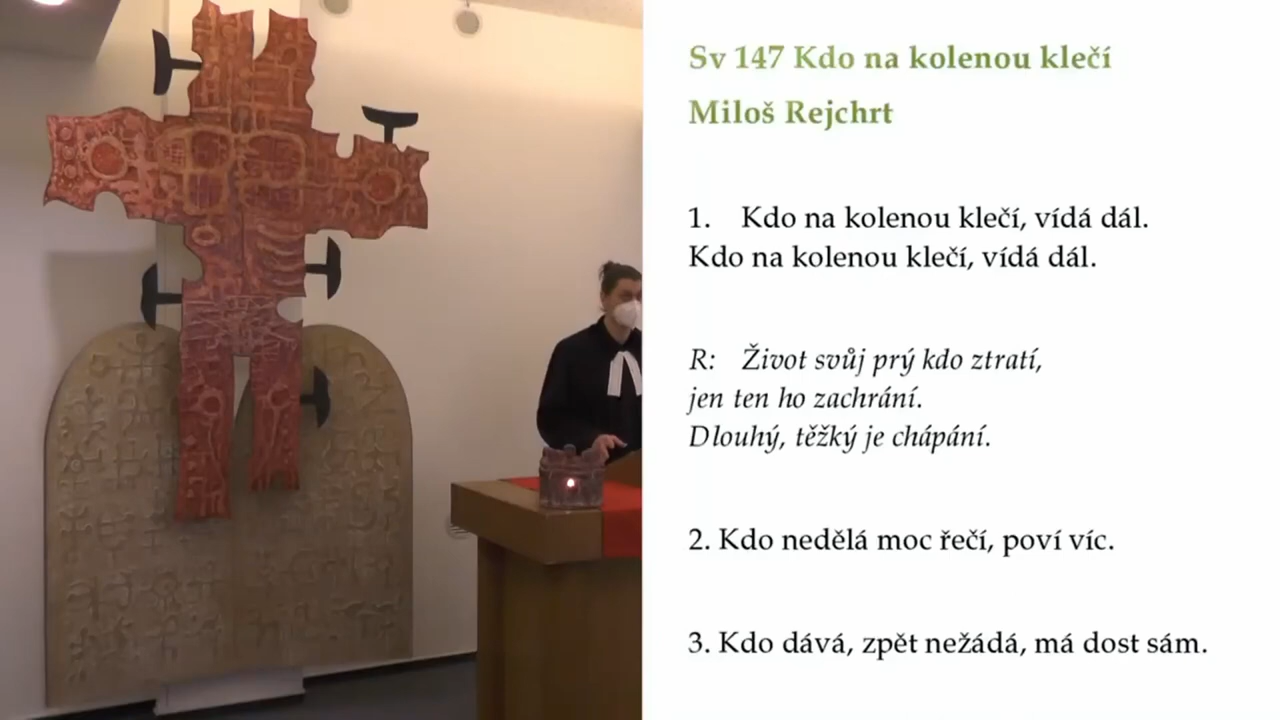 Sv 147 Kdo na kolenou klečí
Miloš Rejchrt
1. Kdo na kolenou klečí, vídá dál.
Kdo na kolenou klečí, vídá dál.
R: Život svůj prý kdo ztratí,
jen ten ho zachrání.
Dlouhý, těžký je chápání.
2. Kdo nedělá moc řečí, poví víc.
3. Kdo dává, zpět nežádá, má dost sám.